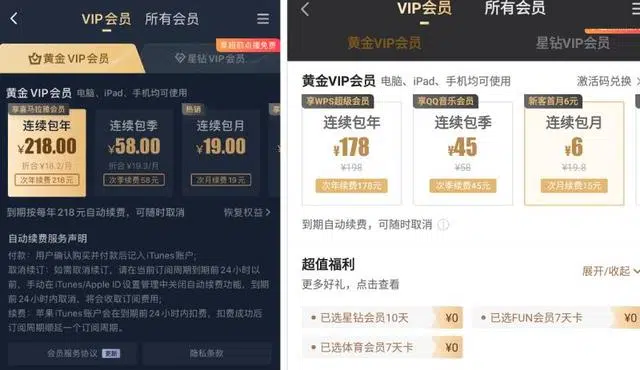 VIP会员 所有会员
享超前点播免费
黄金VIP会员 星钻VIP会员
黄金VIP会员 电脑、iPad、手机均可使用
享喜马拉雅会员 热销
连续包年 连续包季 连续包月
¥218.00 ¥58.00 ¥19.00
折合¥18.2/月 折合¥19.3/月
次年续费218元 次季续费58元 次月续费19元
到期按每年218元自动续费，可随时取消 恢复权益>
自动续费服务声明
付款：用户确认购买并付款后记入iTunes账户;
取消续订：如需取消续订，请在当前订阅周期到期前24小时以
前，手动在iTunes/Apple ID设置管理中关闭自动续费功能，到期
前24小时内取消，将会收取订阅费用;
续费：苹果iTunes账户会在到期前24小时内扣费，扣费成功后
订阅周期顺延一个订阅周期。
会员服务协议 更新 隐私条款
VIP会员 所有会员
黄金VIP会员 星钻VIP会员
黄金VIP会员 电脑、iPad、手机均可使用 激活码兑换>
享WPS超级会员 享QQ音乐会员 新客首月6元
连续包年 连续包季 连续包月
¥178 ¥45 ¥6
¥198 ¥58 ¥19.8
次年续费178元 次季续费45元 次月续费15元
到期自动续费，可随时取消
超值福利
更多好礼，点击查看 展开/收起
已选星钻会员10天 ¥0 已选FUN会员7天卡 ¥0
已选体育会员7天卡 ¥0